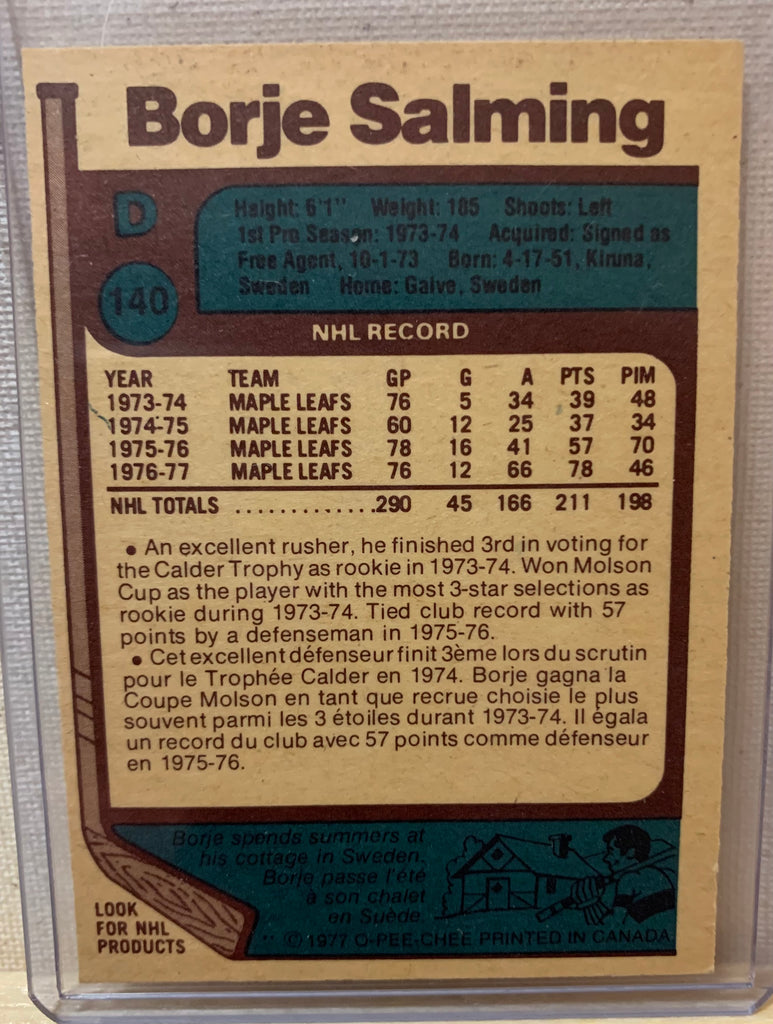 Borje Salming
D
Height: 6'1" Weight: 185 Shoots: Left
1st Pro Season: 1973-74 Acquired: Signed as
Free Agent, 10-1-73 Born: 4-17-51, Kiruna,
Sweden Home: Galve, Sweden
140
NHL RECORD
YEAR TEAM GP G A PTS PIM
1973-74 MAPLE LEAFS 76 5 34 39 48
1974-75 MAPLE LEAFS 60 12 25 37 34
1975-76 MAPLE LEAFS 78 16 41 57 70
1976-77 MAPLE LEAFS 76 12 66 78 46
NHL TOTALS .............290 45 166 211 198
• An excellent rusher, he finished 3rd in voting for
the Calder Trophy as rookie in 1973-74. Won Molson
Cup as the player with the most 3-star selections as
rookie during 1973-74. Tied club record with 57
points by a defenseman in 1975-76.
• Cet excellent défenseur finit 3ème lors du scrutin
pour le Trophée Calder en 1974. Borje gagna la
Coupe Molson en tant que recrue choisie le plus
souvent parmi les 3 étoiles durant 1973-74. Il égala
un record du club avec 57 points comme défenseur
en 1975-76.
Borje spends summers at
his cottage in Sweden.
Borje passe l'été
à son chalet
en Suède.
LOOK
FOR NHL
PRODUCTS
** © 1977 O-PEE-CHEE PRINTED IN CANADA